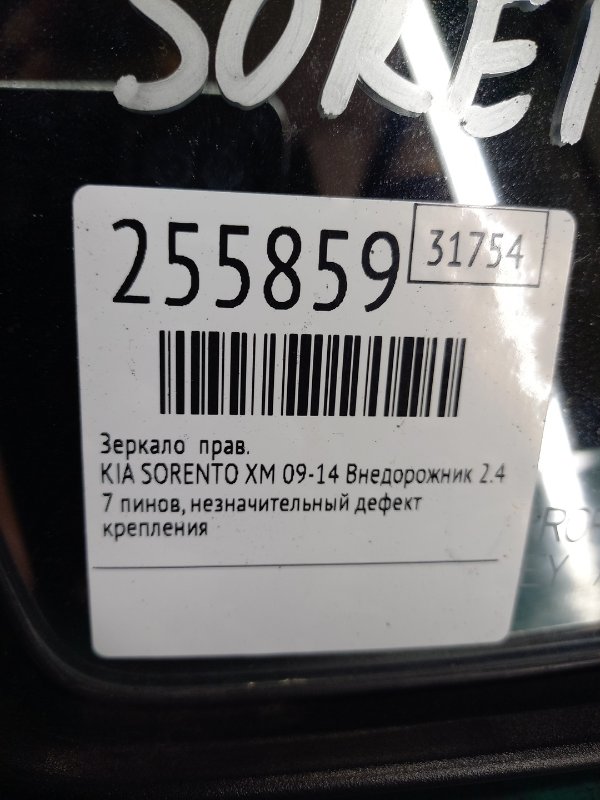 SORE
255859
31754
Зеркало прав.
KIA SORENTO XM 09-14 Внедорожник 2.4
7 пинов, незначительный дефект
крепления